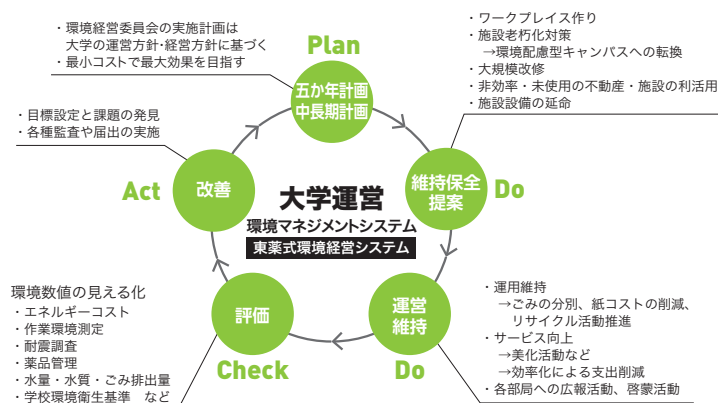 ・環境経営委員会の実施計画は
大学の運営方針・経営方針に基づく
・最小コストで最大効果を目指す
Plan
五か年計画
中長期計画
・ワークプレイス作り
・施設老朽化対策
→環境配慮型キャンパスへの転換
・大規模改修
・非効率・未使用の不動産・施設の利活用
・施設設備の延命
・目標設定と課題の発見
・各種監査や届出の実施
Act
改善
大学運営
環境マネジメントシステム
東薬式環境経営システム
維持保全
提案
Do
環境数値の見える化
・エネルギーコスト
・作業環境測定
・耐震調査
・薬品管理
・水量・水質・ごみ排出量
・学校環境衛生基準 など
評価
Check
運営
維持
Do
・運用維持
→ごみの分別、紙コストの削減、
リサイクル活動推進
・サービス向上
→美化活動など
→効率化による支出削減
・各部局への広報活動、啓蒙活動